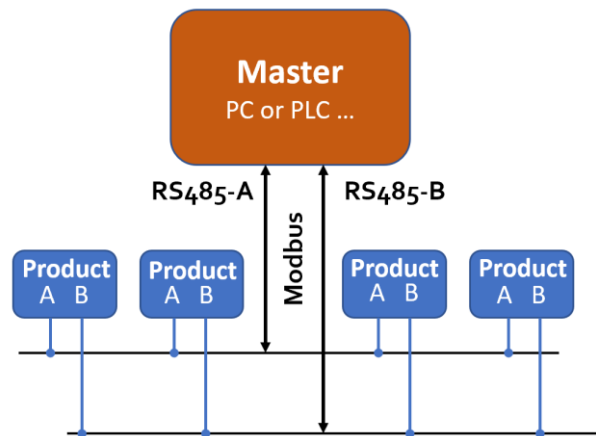 Master
PC or PLC ...
RS485-A
RS485-B
Modbus
Product
A B
Product
A B
Product
A B
Product
A B